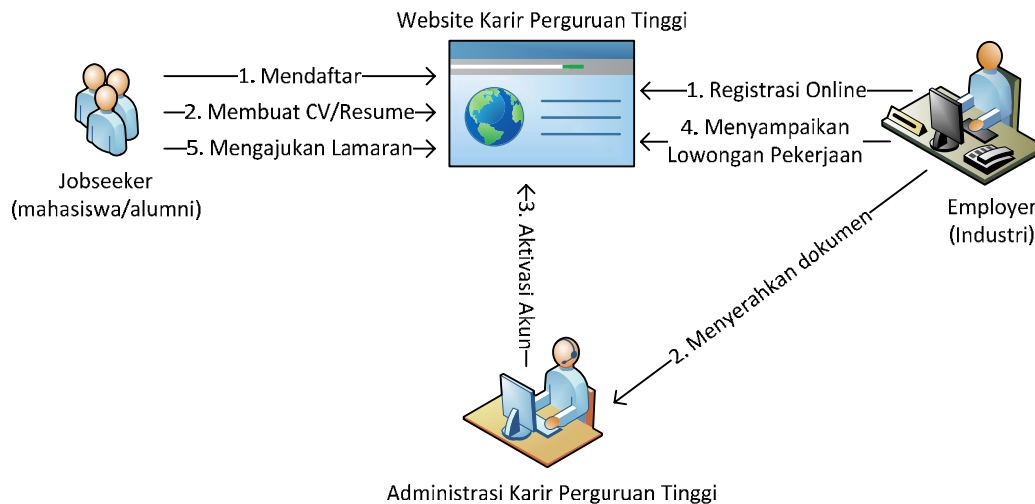 Website Karir Perguruan Tinggi
1. Mendaftar
2. Membuat CV/Resume
5. Mengajukan Lamaran
Jobseeker
(mahasiswa/alumni)
1. Registrasi Online
4. Menyampaikan
Lowongan Pekerjaan
Employer
(Industri)
3. Aktivasi Akun
2. Menyerahkan dokumen
Administrasi Karir Perguruan Tinggi